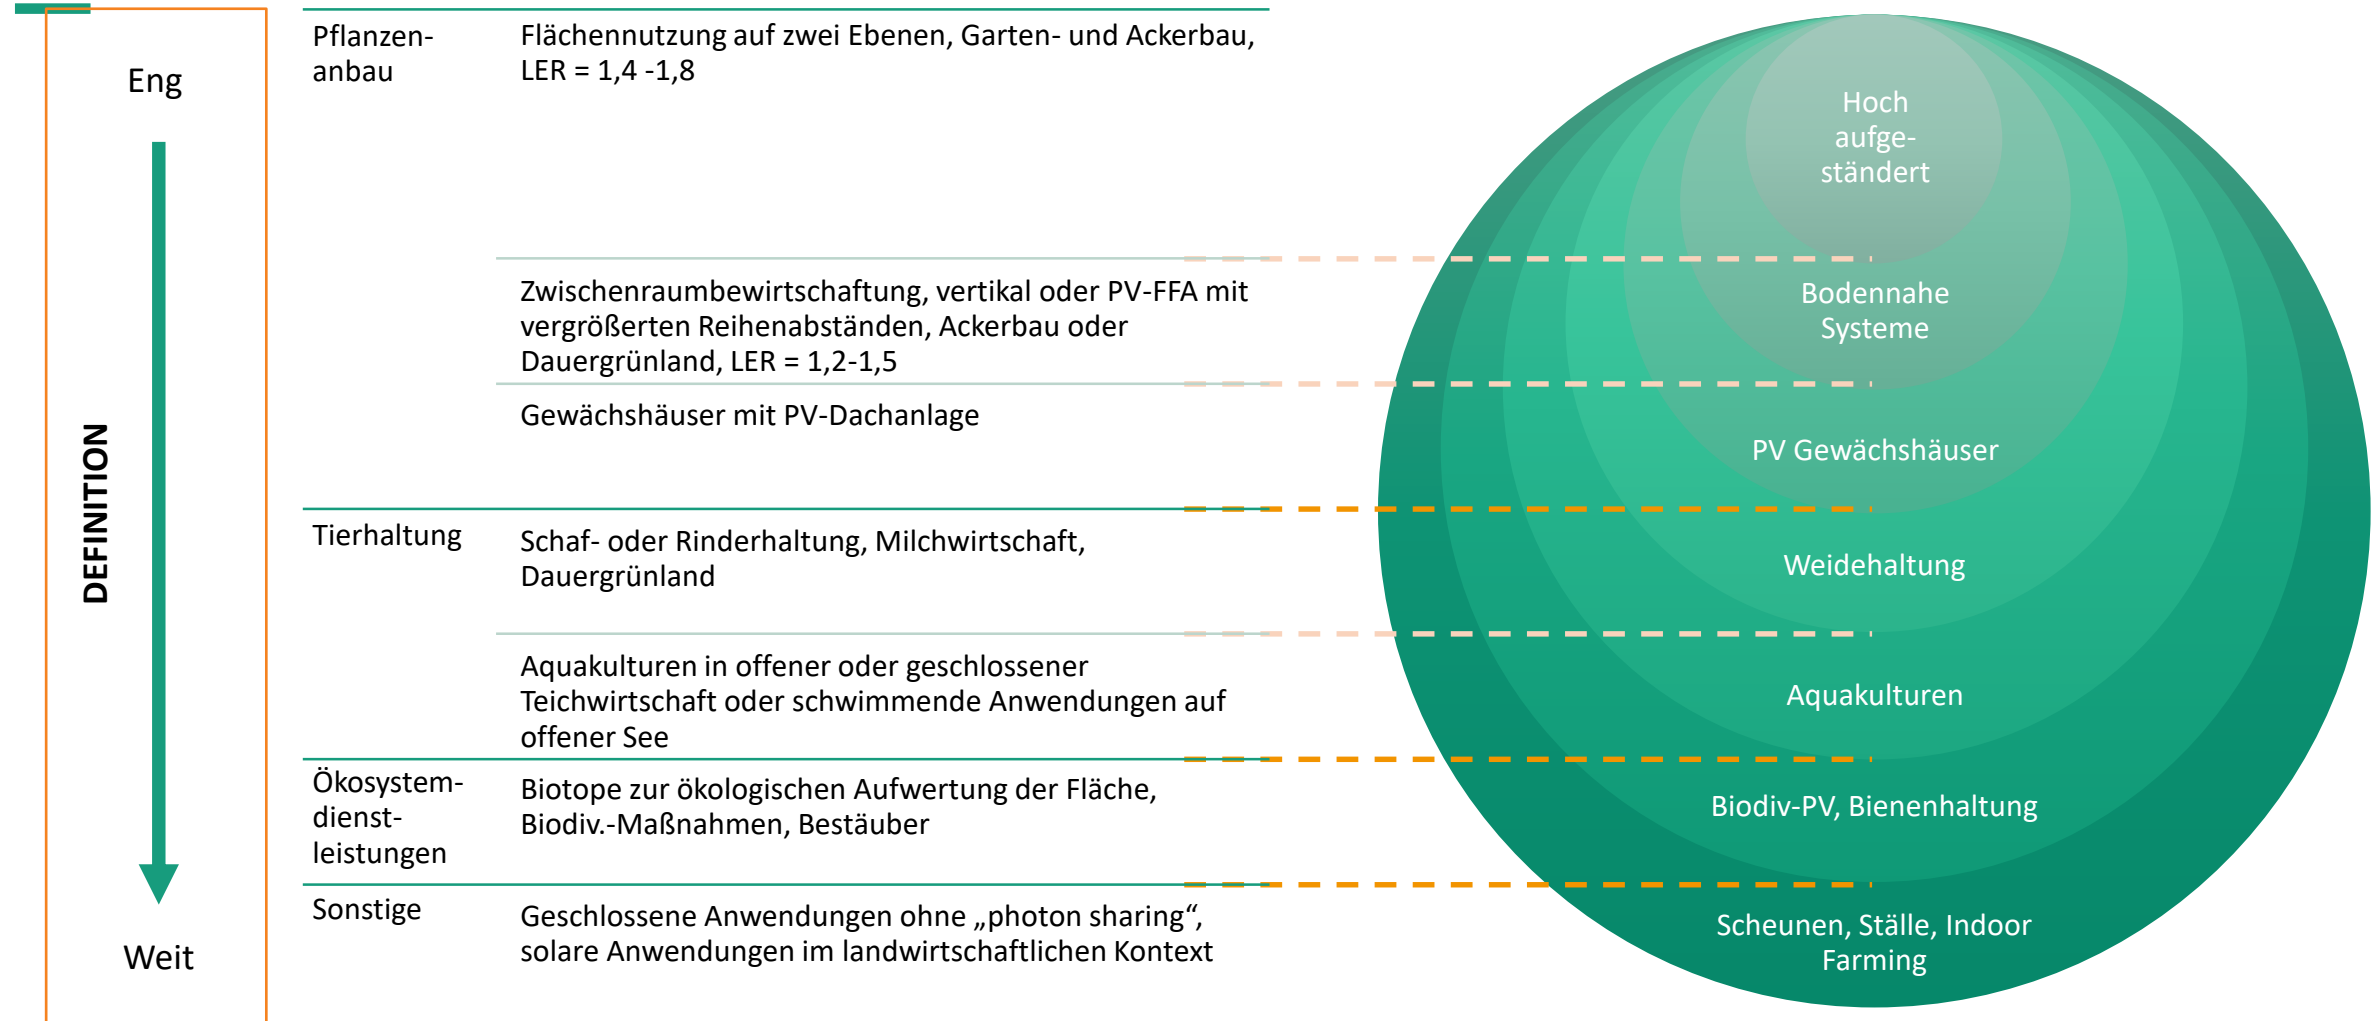 Eng
DEFINITION
Weit
Pflanzen-
anbau
Flächennutzung auf zwei Ebenen, Garten- und Ackerbau,
LER = 1,4 -1,8
Zwischenraumbewirtschaftung, vertikal oder PV-FFA mit
vergrößerten Reihenabständen, Ackerbau oder
Dauergrünland, LER = 1,2-1,5
Gewächshäuser mit PV-Dachanlage
Tierhaltung
Schaf- oder Rinderhaltung, Milchwirtschaft,
Dauergrünland
Aquakulturen in offener oder geschlossener
Teichwirtschaft oder schwimmende Anwendungen auf
offener See
Ökosystem-
dienst-
leistungen
Biotope zur ökologischen Aufwertung der Fläche,
Biodiv.-Maßnahmen, Bestäuber
Sonstige
Geschlossene Anwendungen ohne „photon sharing“,
solare Anwendungen im landwirtschaftlichen Kontext
Hoch
aufge-
ständert
Bodennahe
Systeme
PV Gewächshäuser
Weidehaltung
Aquakulturen
Biodiv-PV, Bienenhaltung
Scheunen, Ställe, Indoor
Farming